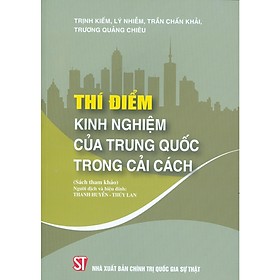 TRỊNH KIẾM, LÝ NHIỄM, TRẦN CHẤN KHẢI,
TRƯƠNG QUẢNG CHIÊU
THÍ ĐIỂM
KINH NGHIỆM
CỦA TRUNG QUỐC
TRONG CẢI CÁCH
(Sách tham khảo)
Người dịch và hiệu đính:
THANH HUYỀN - THÚY LAN
ST
NHÀ XUẤT BẢN CHÍNH TRỊ QUỐC GIA SỰ THẬT